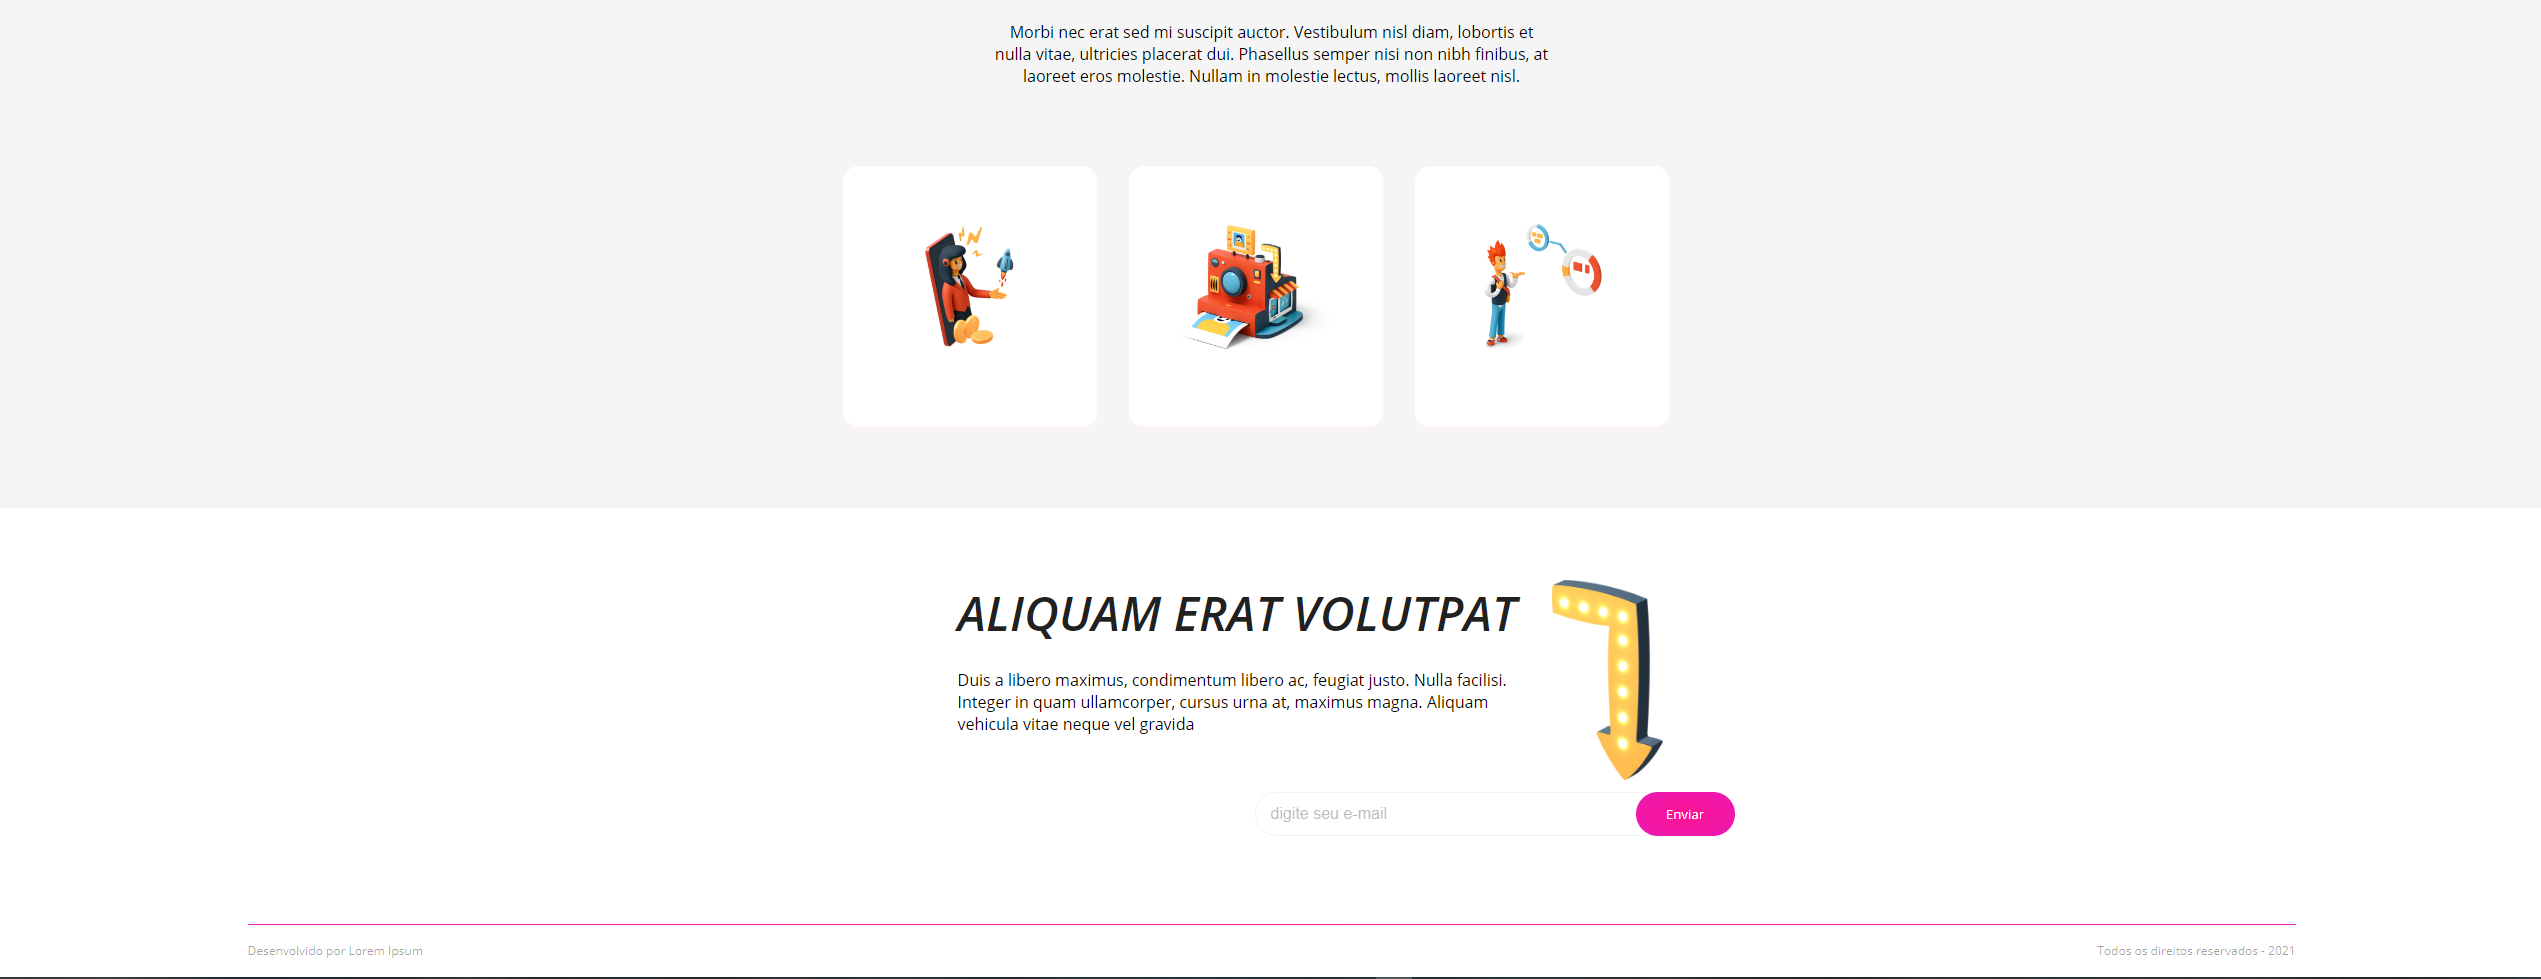 Morbi nec erat sed mi suscipit auctor. Vestibulum nisl diam, lobortis et
nulla vitae, ultricies placerat dui. Phasellus semper nisi non nibh finibus, at
laoreet eros molestie. Nullam in molestie lectus, mollis laoreet nisl.
ALIQUAM ERAT VOLUTPAT
Duis a libero maximus, condimentum libero ac, feugiat justo. Nulla facilisi.
Integer in quam ullamcorper, cursus urna at, maximus magna. Aliquam
vehicula vitae neque vel gravida
digite seu e-mail
Enviar
Desenvolvido por Lorem Ipsum
Todos os direitos reservados - 2021